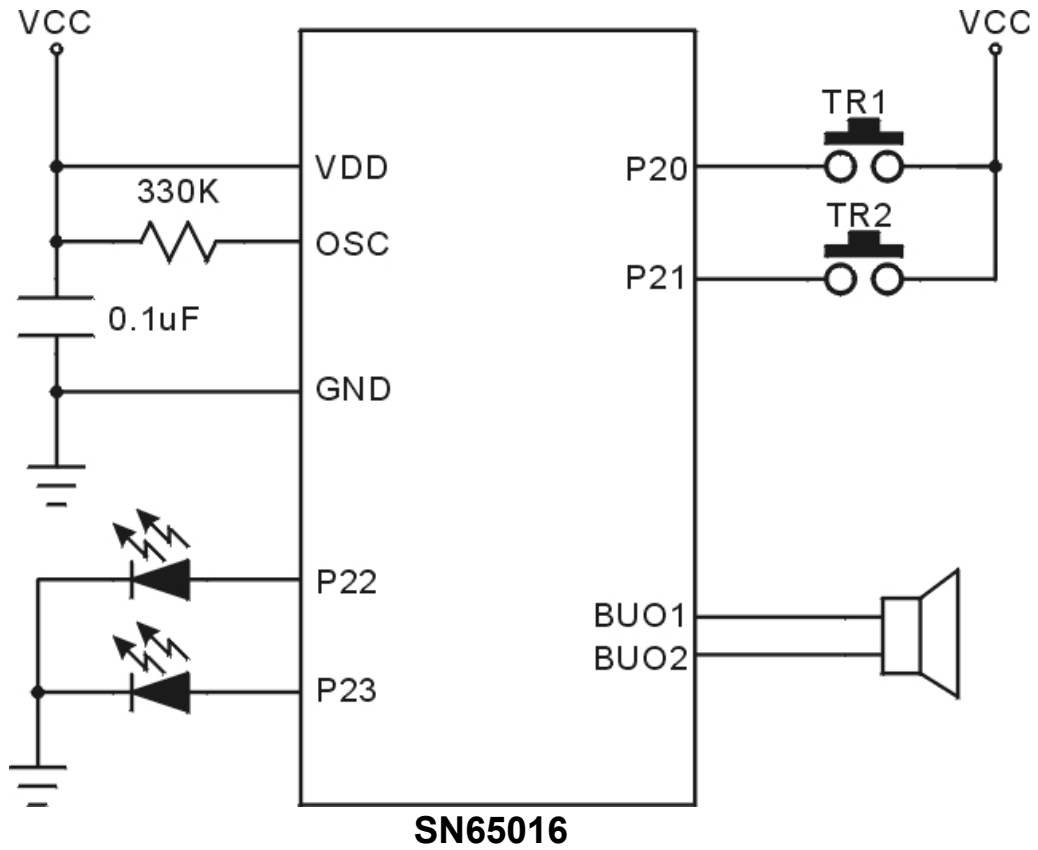 VCC
VCC
TR1
VDD
P20
330K
TR2
OSC
P21
0.1uF
GND
P22
BUO1
BUO2
P23
SN65016